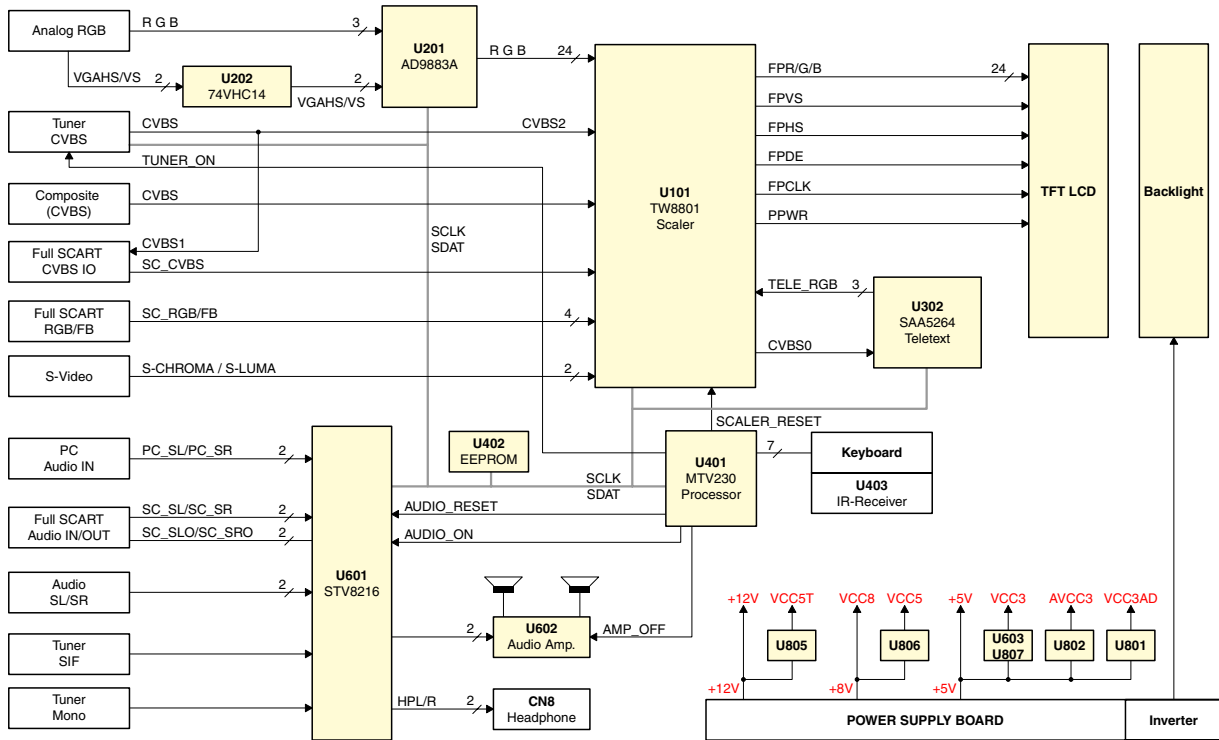 Analog RGB
R G B
3
VGAHS/VS
2
U202
74VHC14
2
VGAHS/VS
U201
AD9883A
R G B
24
Tuner
CVBS
CVBS
CVBS2
TUNER_ON
Composite
(CVBS)
CVBS
Full SCART
CVBS IO
CVBS1
SC_CVBS
SCLK
SDAT
Full SCART
RGB/FB
SC_RGB/FB
4
S-Video
S-CHROMA / S-LUMA
2
U101
TW8801
Scaler
FPR/G/B
24
FPVS
FPHS
FPDE
FPCLK
PPWR
TELE_RGB
3
CVBS0
U302
SAA5264
Teletext
TFT LCD
Backlight
SCALER_RESET
PC
Audio IN
PC_SL/PC_SR
2
Full SCART
Audio IN/OUT
SC_SL/SC_SR
2
SC_SLO/SC_SRO
2
Audio
SL/SR
2
Tuner
SIF
Tuner
Mono
U601
STV8216
U402
EEPROM
SCLK
SDAT
U401
MTV230
Processor
7
Keyboard
U403
IR-Receiver
AUDIO_RESET
AUDIO_ON
2
U602
Audio Amp.
AMP_OFF
HPL/R
2
CN8
Headphone
+12V
VCC5T
VCC8
VCC5
+5V
VCC3
AVCC3
VCC3AD
U805
U806
U603
U807
U802
U801
+12V
+8V
+5V
POWER SUPPLY BOARD
Inverter